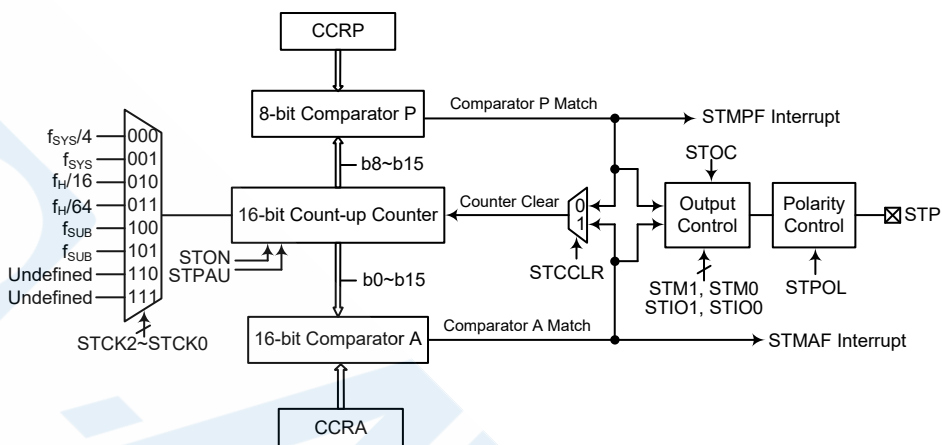 CCRP
8-bit Comparator P
Comparator P Match
STMPF Interrupt
b8~b15
STOC
fSYS/4
000
fSYS
001
fH/16
010
fH/64
011
fSUB
100
fSUB
101
Undefined
110
Undefined
111
STCK2~STCK0
16-bit Count-up Counter
Counter Clear
0
1
STCCLR
Output
Control
Polarity
Control
STP
STON
STPAU
b0~b15
STM1, STM0
STIO1, STIO0
STPOL
16-bit Comparator A
Comparator A Match
STMAF Interrupt
CCRA